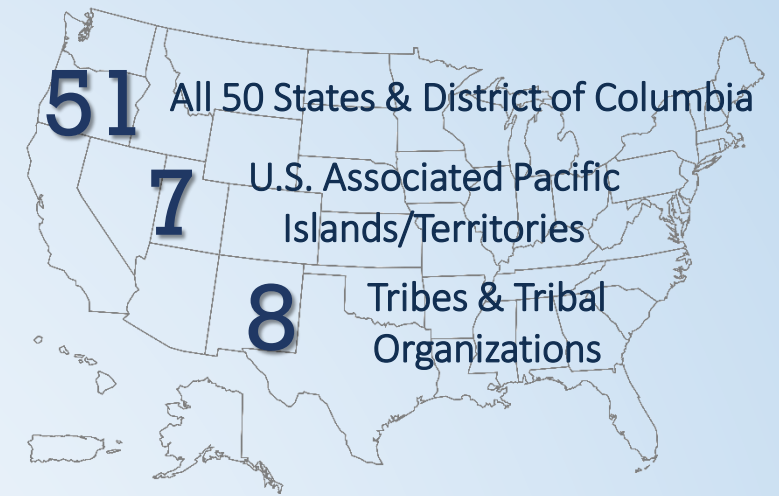 51 All 50 States & District of Columbia
7 U.S. Associated Pacific
Islands/Territories
8 Tribes & Tribal
Organizations